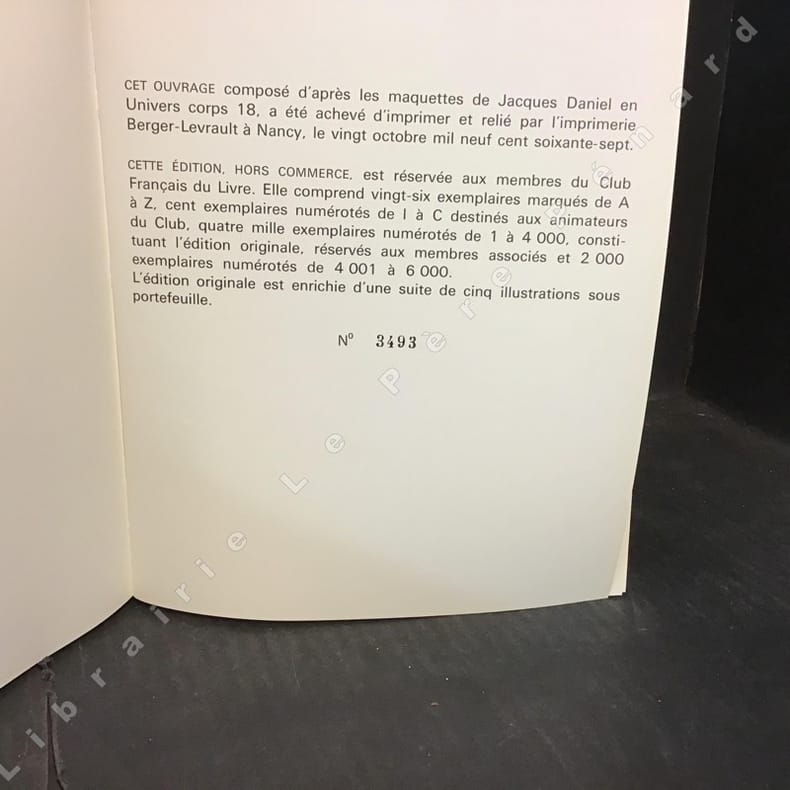 CET OUVRAGE composé d'après les maquettes de Jacques Daniel en
Univers corps 18, a été achevé d'imprimer et relié par l'imprimerie
Berger-Levrault à Nancy, le vingt octobre mil neuf cent soixante-sept.
CETTE ÉDITION, HORS COMMERCE, est réservée aux membres du Club
Français du Livre. Elle comprend vingt-six exemplaires marqués de A
à Z, cent exemplaires numérotés de I à C destinés aux animateurs
du Club, quatre mille exemplaires numérotés de 1 à 4 000, consti-
tuant l'édition originale, réservés aux membres associés et 2 000
exemplaires numérotés de 4 001 à 6 000.
L'édition originale est enrichie d'une suite de cinq illustrations sous
portefeuille.
Nº 3493
Librairie Le Père Pénard